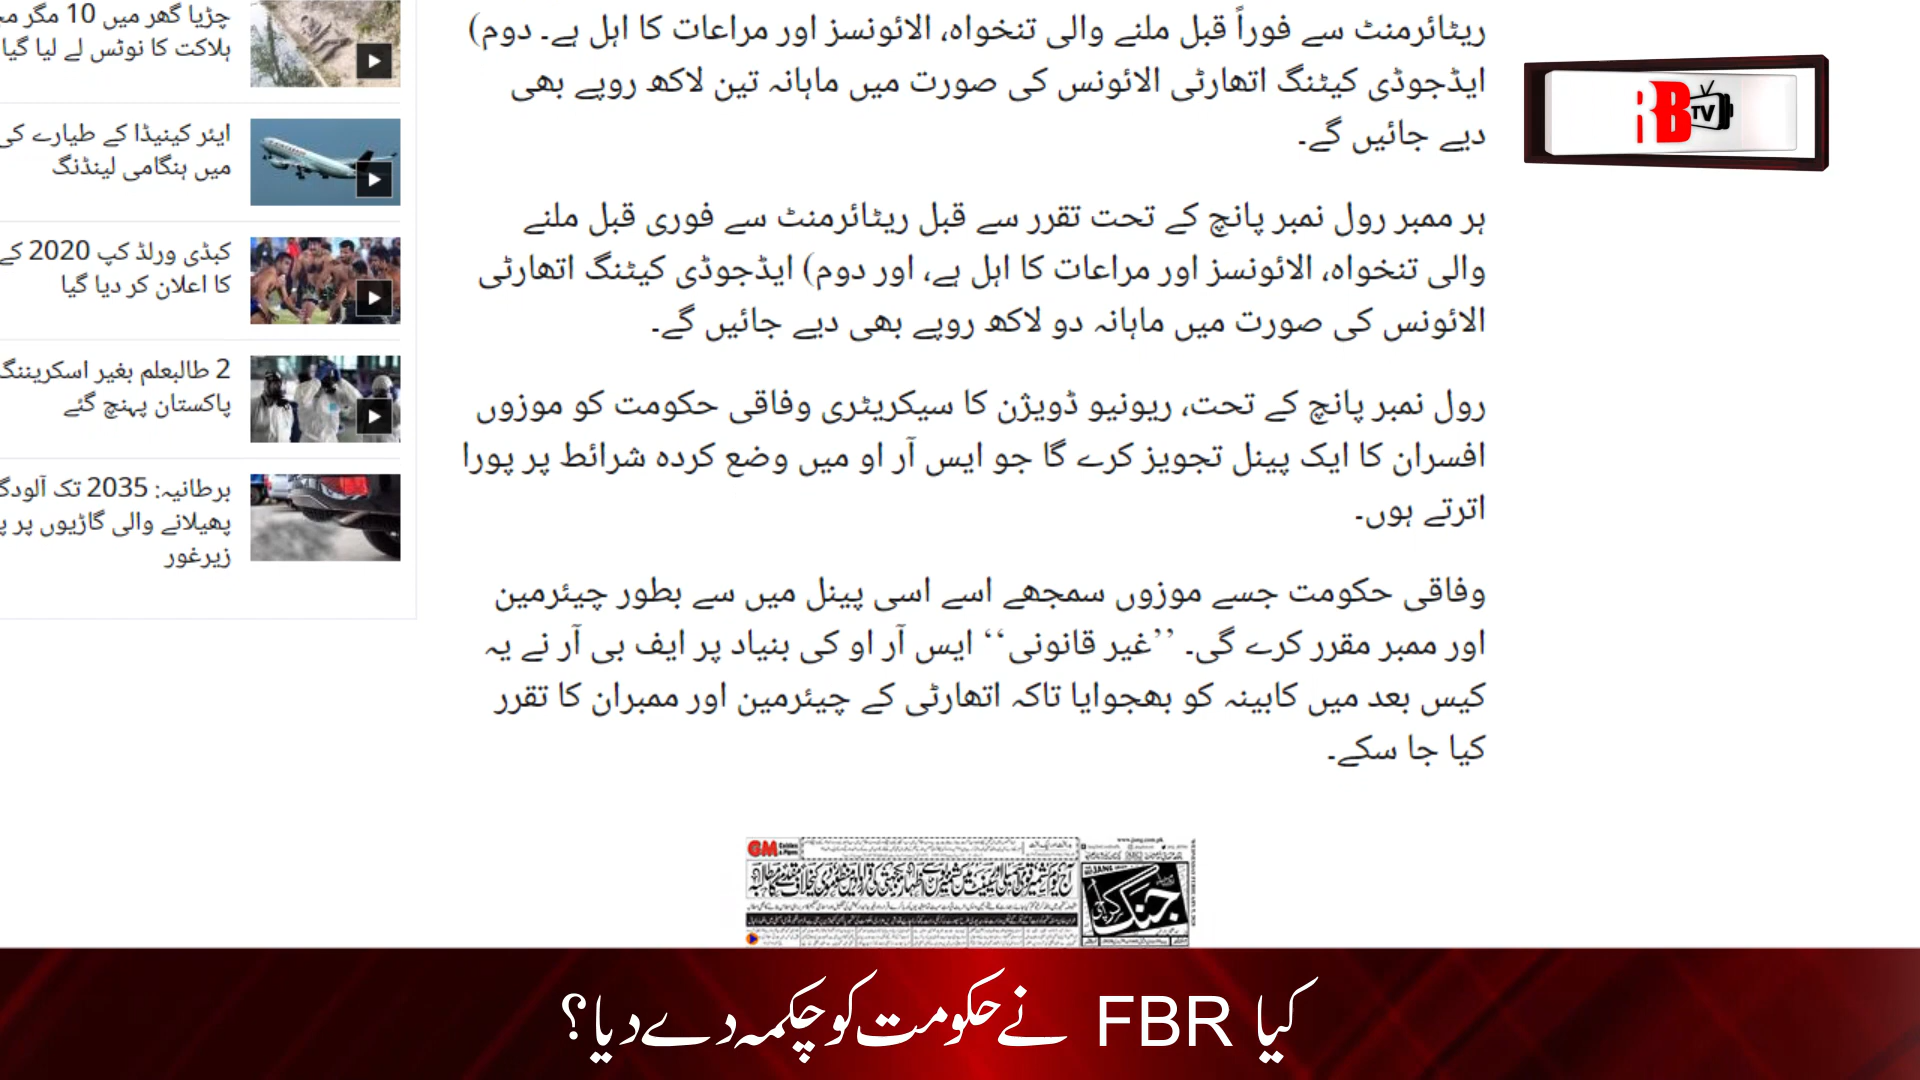 ریٹائرمنٹ سے فوراً قبل ملنے والی تنخواہ، الائونسز اور مراعات کا اہل ہے۔ دوم)
ایڈجوڈی کیٹنگ اتھارٹی الائونس کی صورت میں ماہانہ تین لاکھ روپے بھی
دیے جائیں گے۔
ہر ممبر رول نمبر پانچ کے تحت تقرر سے قبل ریٹائرمنٹ سے فوری قبل ملنے
والی تنخواہ، الائونسز اور مراعات کا اہل ہے، اور دوم) ایڈجوڈی کیٹنگ اتھارٹی
الائونس کی صورت میں ماہانہ دو لاکھ روپے بھی دیے جائیں گے۔
رول نمبر پانچ کے تحت، ریونیو ڈویژن کا سیکریٹری وفاقی حکومت کو موزوں
افسران کا ایک پینل تجویز کرے گا جو ایس آر او میں وضع کردہ شرائط پر پورا
اترتے ہوں۔
وفاقی حکومت جسے موزوں سمجھے اسے اسی پینل میں سے بطور چیئرمین
اور ممبر مقرر کرے گی۔ ’’غیر قانونی‘‘ ایس آر او کی بنیاد پر ایف بی آر نے یہ
کیس بعد میں کابینہ کو بھجوایا تاکہ اتھارٹی کے چیئرمین اور ممبران کا تقرر
کیا جا سکے۔
چڑیا گھر میں 10 مگر
ہلاکت کا نوٹس لے لیا گیا
ایئر کینیڈا کے طیارے کی
میں ہنگامی لینڈنگ
کبڈی ورلڈ کپ 2020 کے
کا اعلان کر دیا گیا
2 طالبعلم بغیر اسکریننگ
پاکستان پہنچ گئے
برطانیہ: 2035 تک
پھیلانے والی گاڑیوں پر
زیرغور
RB TV
GM
www.jang.com.pk
جنگ کراچی
کیا FBR نے حکومت کو چکمہ دے دیا؟